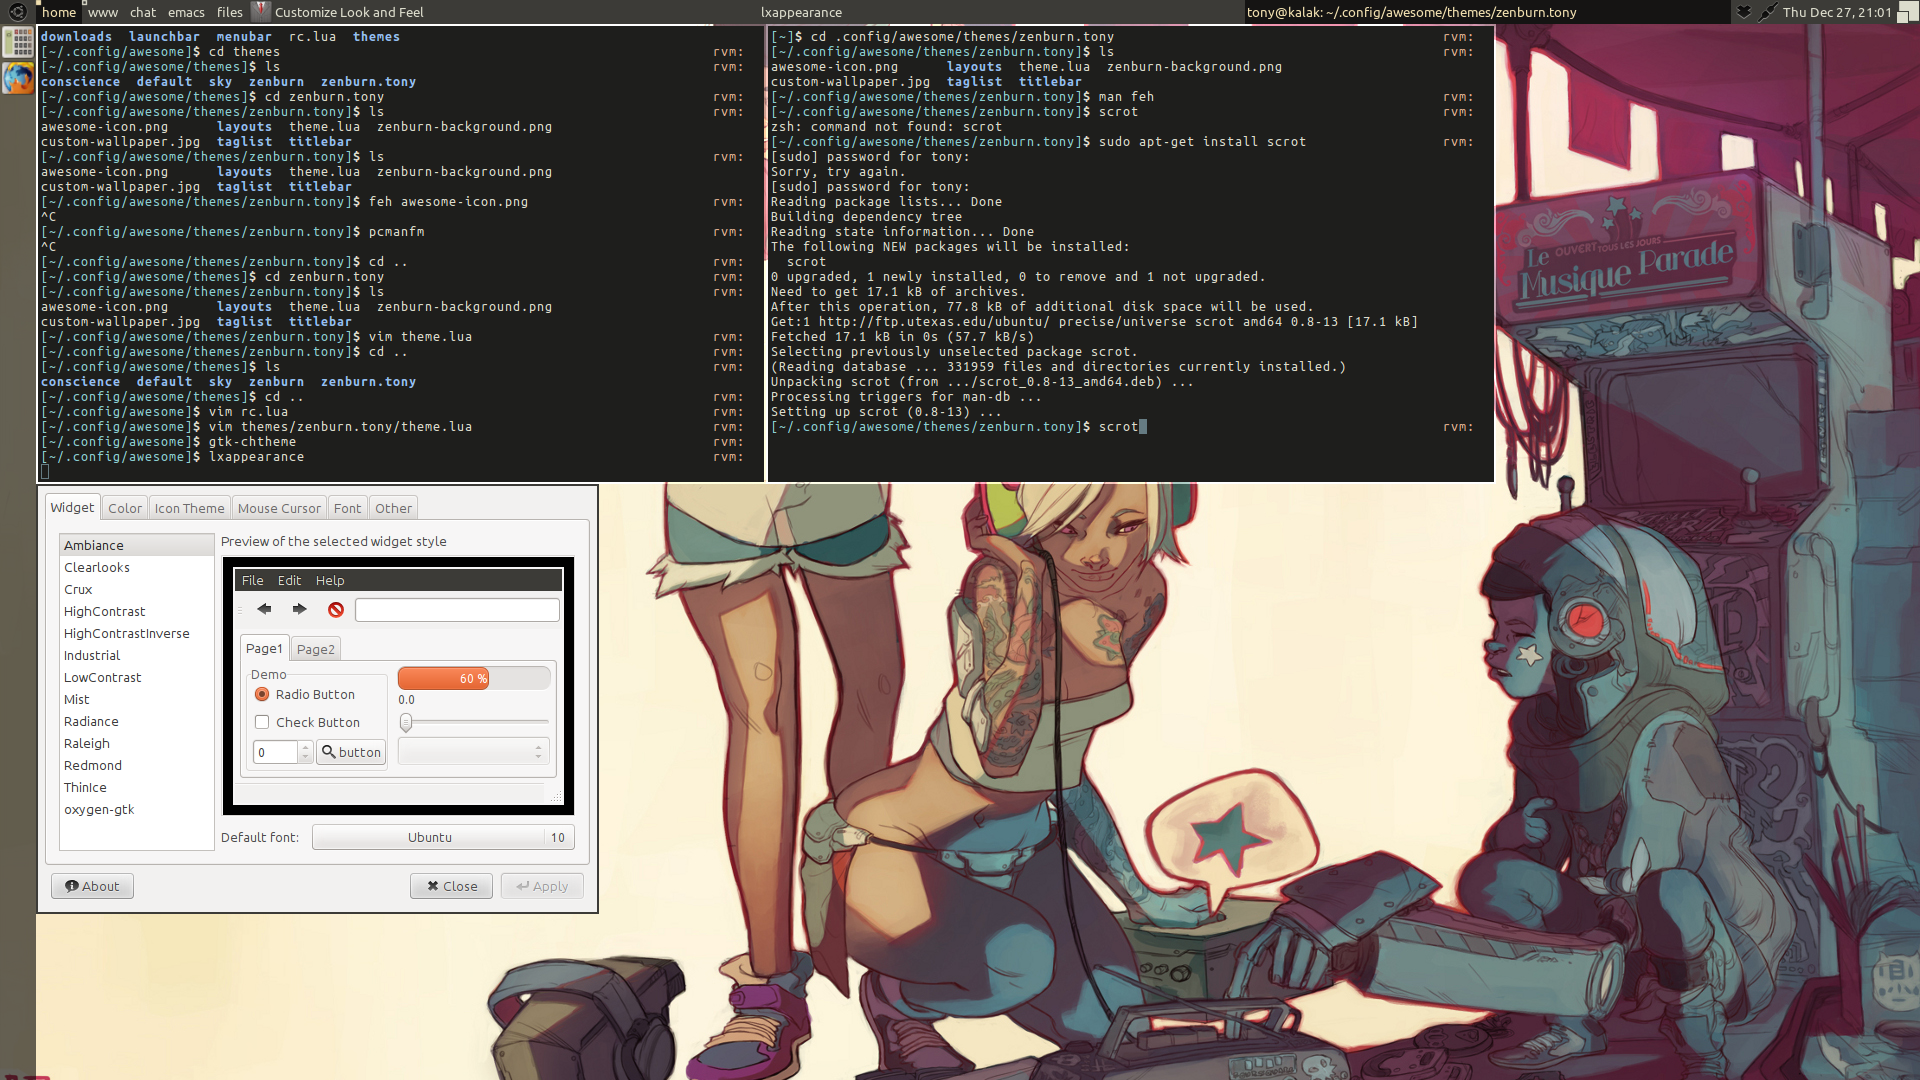 home www chat emacs files Customize Look and Feel lxappearance tony@kalak: ~/.config/awesome/themes/zenburn.tony Thu Dec 27, 21:01
downloads launchbar menubar rc.lua themes
[~/.config/awesome]$ cd themes rvm:
[~/.config/awesome/themes]$ ls rvm:
conscience default sky zenburn zenburn.tony
[~/.config/awesome/themes]$ cd zenburn.tony rvm:
[~/.config/awesome/themes/zenburn.tony]$ ls rvm:
awesome-icon.png layouts theme.lua zenburn-background.png
custom-wallpaper.jpg taglist titlebar
[~/.config/awesome/themes/zenburn.tony]$ ls rvm:
awesome-icon.png layouts theme.lua zenburn-background.png
custom-wallpaper.jpg taglist titlebar
[~/.config/awesome/themes/zenburn.tony]$ feh awesome-icon.png rvm:
^C
[~/.config/awesome/themes/zenburn.tony]$ pcmanfm rvm:
^C
[~/.config/awesome/themes/zenburn.tony]$ cd .. rvm:
[~/.config/awesome/themes]$ cd zenburn.tony rvm:
[~/.config/awesome/themes/zenburn.tony]$ ls rvm:
awesome-icon.png layouts theme.lua zenburn-background.png
custom-wallpaper.jpg taglist titlebar
[~/.config/awesome/themes/zenburn.tony]$ vim theme.lua rvm:
[~/.config/awesome/themes/zenburn.tony]$ cd .. rvm:
[~/.config/awesome/themes]$ ls rvm:
conscience default sky zenburn zenburn.tony
[~/.config/awesome/themes]$ cd .. rvm:
[~/.config/awesome]$ vim rc.lua rvm:
[~/.config/awesome]$ vim themes/zenburn.tony/theme.lua rvm:
[~/.config/awesome]$ gtk-chtheme rvm:
[~/.config/awesome]$ lxappearance rvm:
[~]$ cd .config/awesome/themes/zenburn.tony rvm:
[~/.config/awesome/themes/zenburn.tony]$ ls rvm:
awesome-icon.png layouts theme.lua zenburn-background.png
custom-wallpaper.jpg taglist titlebar
[~/.config/awesome/themes/zenburn.tony]$ man feh rvm:
[~/.config/awesome/themes/zenburn.tony]$ scrot rvm:
zsh: command not found: scrot
[~/.config/awesome/themes/zenburn.tony]$ sudo apt-get install scrot rvm:
[sudo] password for tony:
Sorry, try again.
[sudo] password for tony:
Reading package lists... Done
Building dependency tree
Reading state information... Done
The following NEW packages will be installed:
scrot
0 upgraded, 1 newly installed, 0 to remove and 1 not upgraded.
Need to get 17.1 kB of archives.
After this operation, 77.8 kB of additional disk space will be used.
Get:1 http://ftp.utexas.edu/ubuntu/ precise/universe scrot amd64 0.8-13 [17.1 kB]
Fetched 17.1 kB in 0s (57.7 kB/s)
Selecting previously unselected package scrot.
(Reading database ... 331959 files and directories currently installed.)
Unpacking scrot (from .../scrot_0.8-13_amd64.deb) ...
Processing triggers for man-db ...
Setting up scrot (0.8-13) ...
[~/.config/awesome/themes/zenburn.tony]$ scrot rvm:
OUVERT TOUS LES JOURS
Le
Musique Parade
Widget Color Icon Theme Mouse Cursor Font Other
Ambiance
Clearlooks
Crux
HighContrast
HighContrastInverse
Industrial
LowContrast
Mist
Radiance
Raleigh
Redmond
ThinIce
oxygen-gtk
Preview of the selected widget style
File Edit Help
Page1 Page2
Demo
Radio Button
Check Button
0 button
60 %
0.0
Default font: Ubuntu 10
About Close Apply